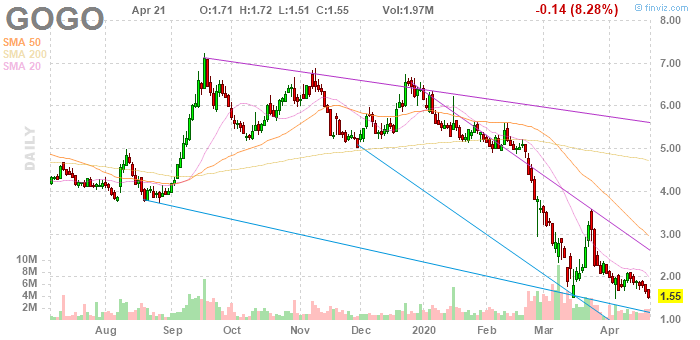 GOGO
Apr 21 O:1.71 H:1.72 L:1.51 C:1.55 Vol:1.97M -0.14 (8.28%)
© finviz.com
SMA 50
SMA 200
SMA 20
DAILY
8.00
7.00
6.00
5.00
4.00
3.00
2.00
1.55
1.00
10M
8M
6M
4M
Aug Sep Oct Nov Dec 2020 Feb Mar Apr